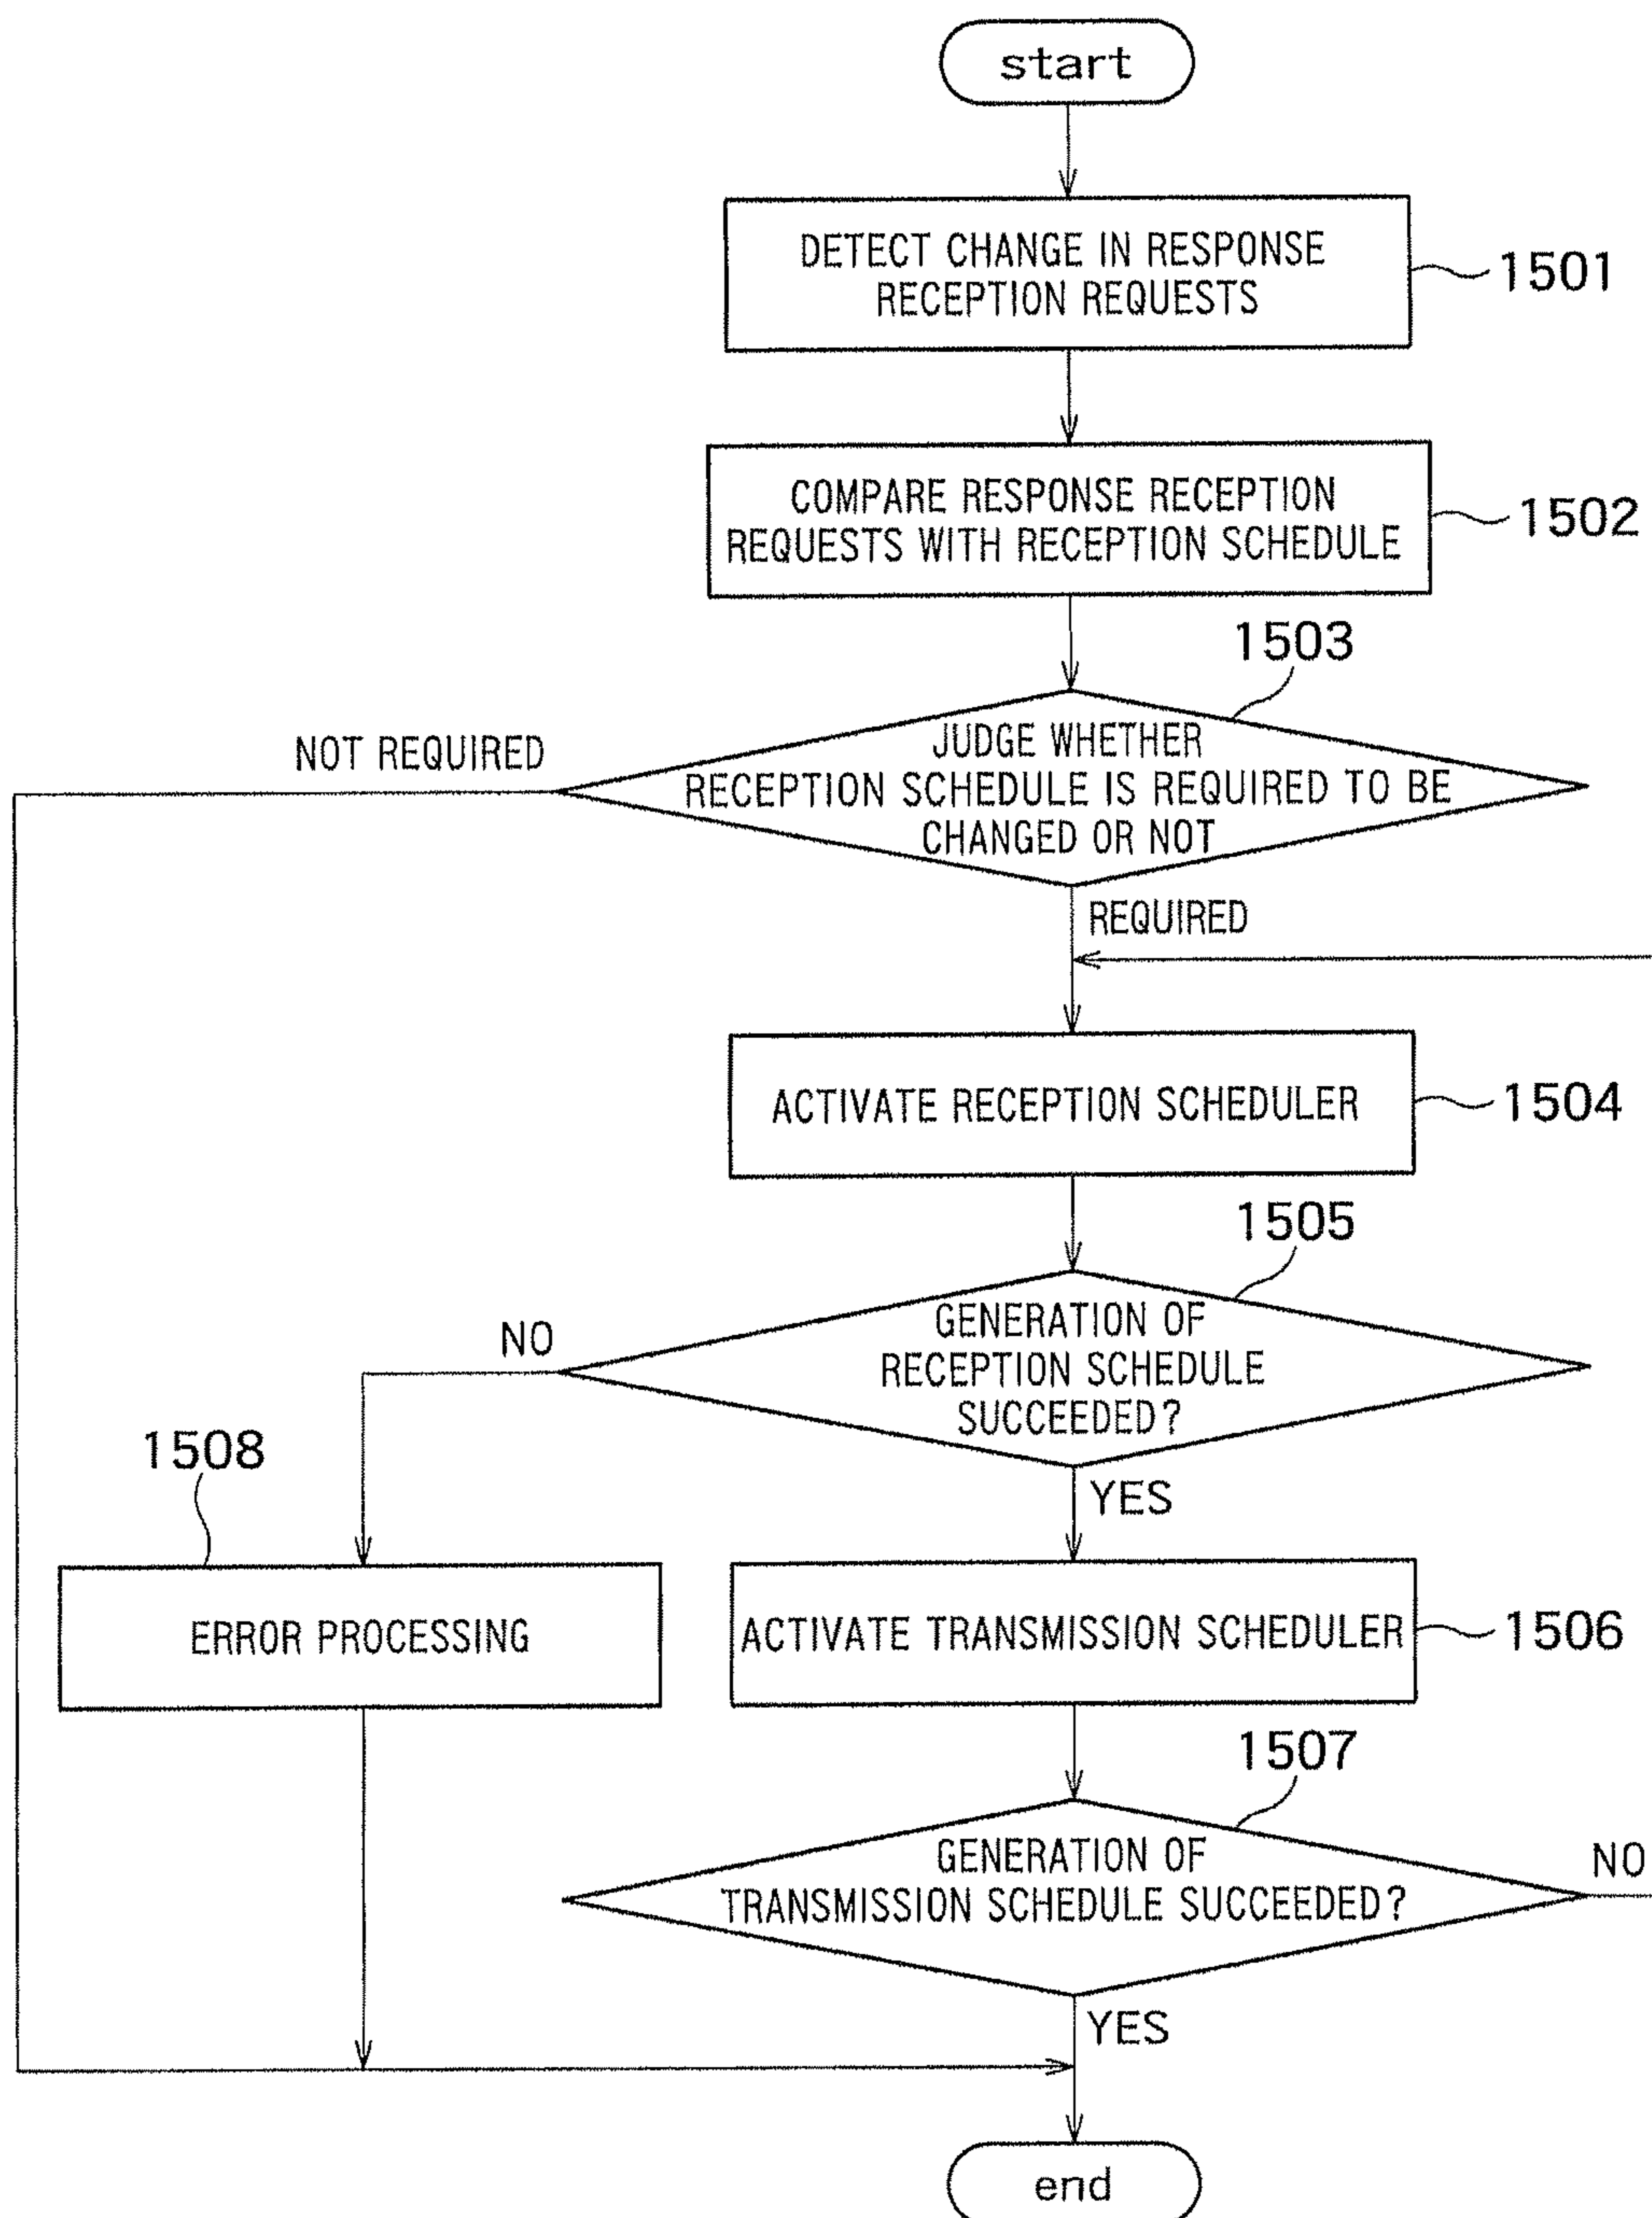 start
DETECT CHANGE IN RESPONSE
RECEPTION REQUESTS
1501
COMPARE RESPONSE RECEPTION
REQUESTS WITH RECEPTION SCHEDULE
1502
1503
JUDGE WHETHER
RECEPTION SCHEDULE IS REQUIRED TO BE
CHANGED OR NOT
NOT REQUIRED
REQUIRED
ACTIVATE RECEPTION SCHEDULER
1504
1505
GENERATION OF
RECEPTION SCHEDULE
SUCCEEDED?
NO
YES
1508
ERROR PROCESSING
ACTIVATE TRANSMISSION SCHEDULER
1506
1507
GENERATION OF
TRANSMISSION SCHEDULE SUCCEEDED?
NO
YES
end